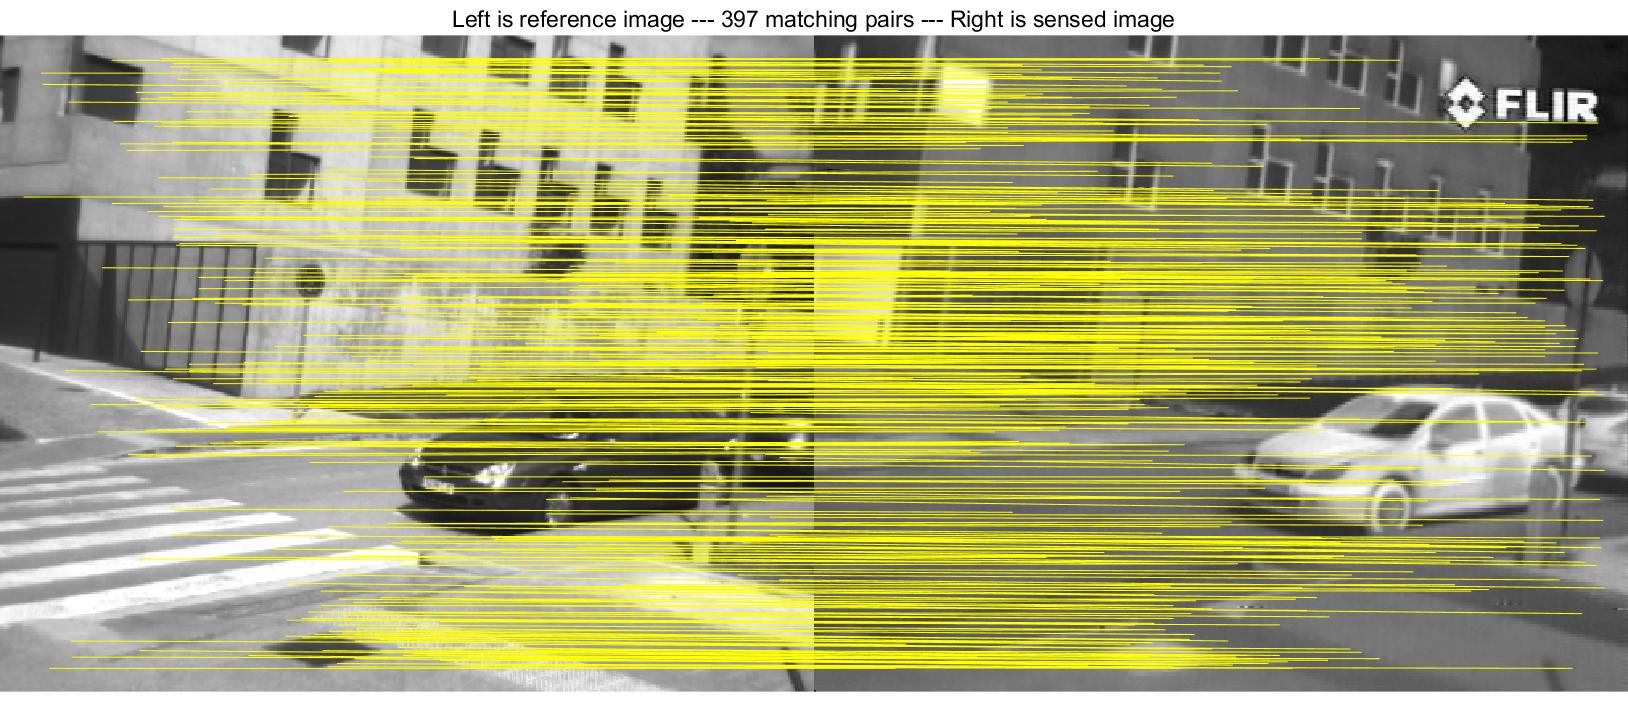 Left is reference image --- 397 matching pairs --- Right is sensed image
FLIR